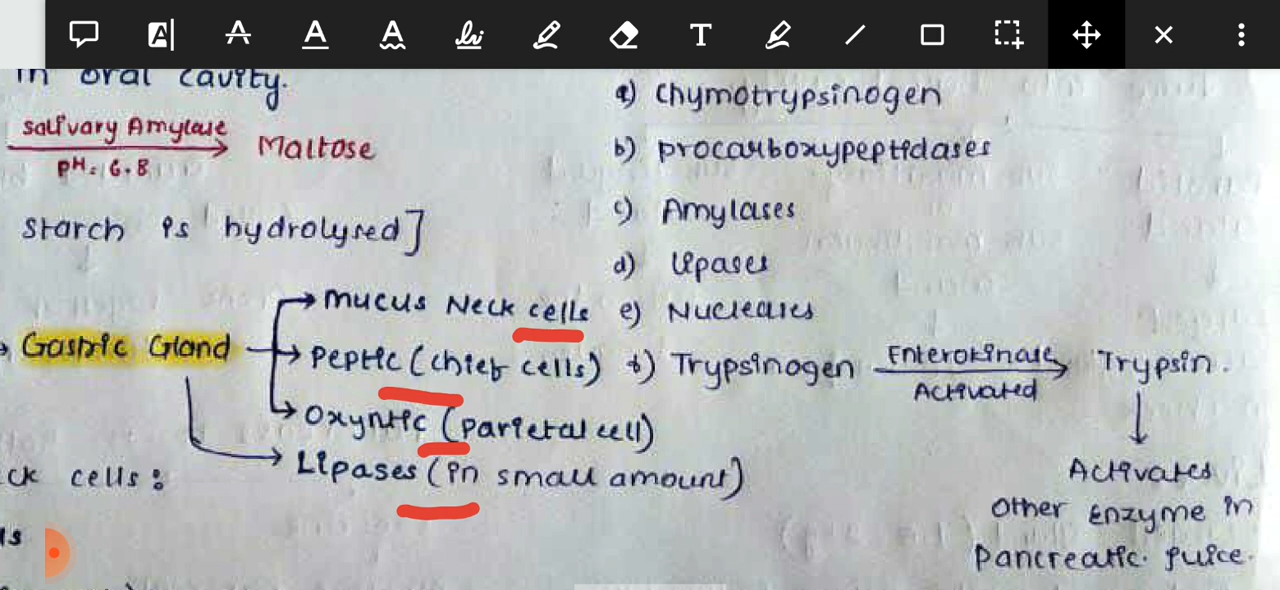 in oral cavity.
salivary Amylase
Maltose
pH = 6.8
Starch is hydrolysed]
Gastric Gland
Mucus Neck cells
Peptic (chief cells)
Oxyntic (parietal cell)
Lipases (in small amount)
ck cells:
ls
a) Chymotrypsinogen
b) procarboxypeptidases
c) Amylases
d) Lipases
e) Nucleases
f) Trypsinogen
Enterokinase
Activated
Trypsin.
Activates
other Enzyme in
Pancreatic juice.